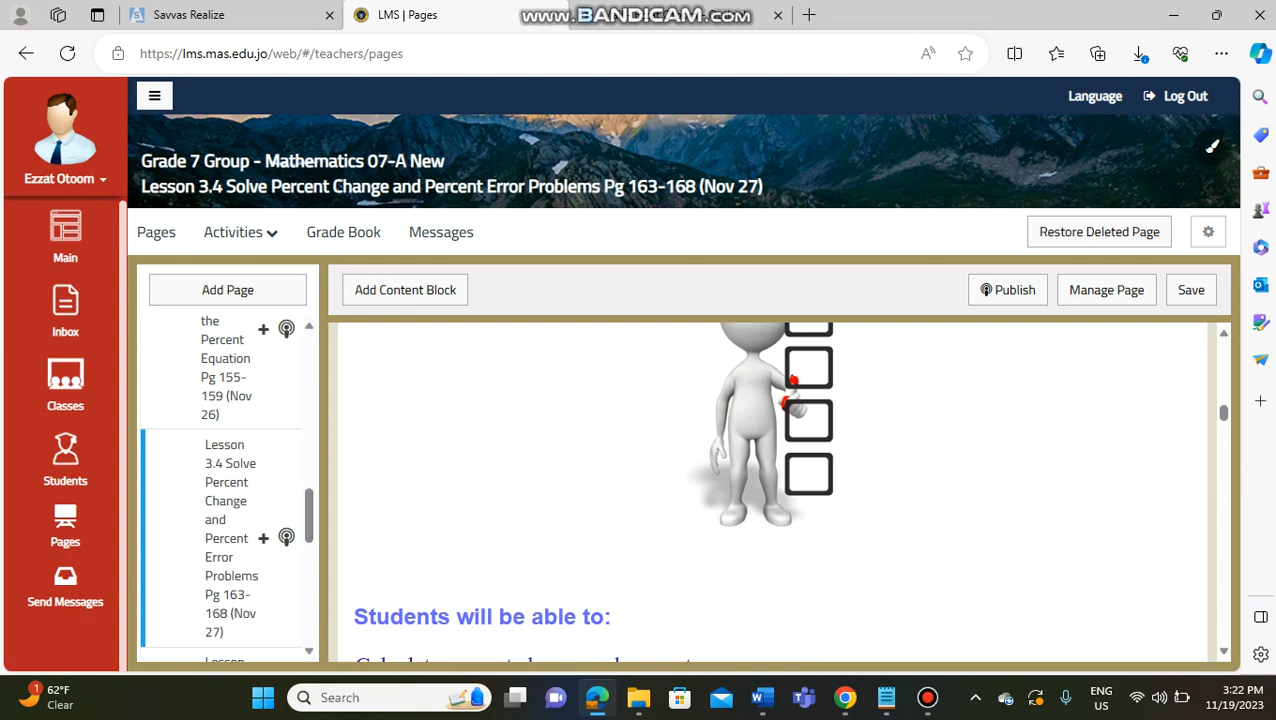 Savvas Realize
LMS | Pages
www.BANDICAM.com
https://lms.mas.edu.jo/web/#/teachers/pages
Language
Log Out
Grade 7 Group - Mathematics 07-A New
Lesson 3.4 Solve Percent Change and Percent Error Problems Pg 163-168 (Nov 27)
Ezzat Otoom
Pages
Activities
Grade Book
Messages
Restore Deleted Page
Main
Inbox
Classes
Students
Pages
Send Messages
Add Page
Add Content Block
Publish
Manage Page
Save
the
Percent
Equation
Pg 155-
159 (Nov
26)
Lesson
3.4 Solve
Percent
Change
and
Percent
Error
Problems
Pg 163-
168 (Nov
27)
Students will be able to:
1
62°F
Clear
Search
ENG
US
3:22 PM
11/19/2023